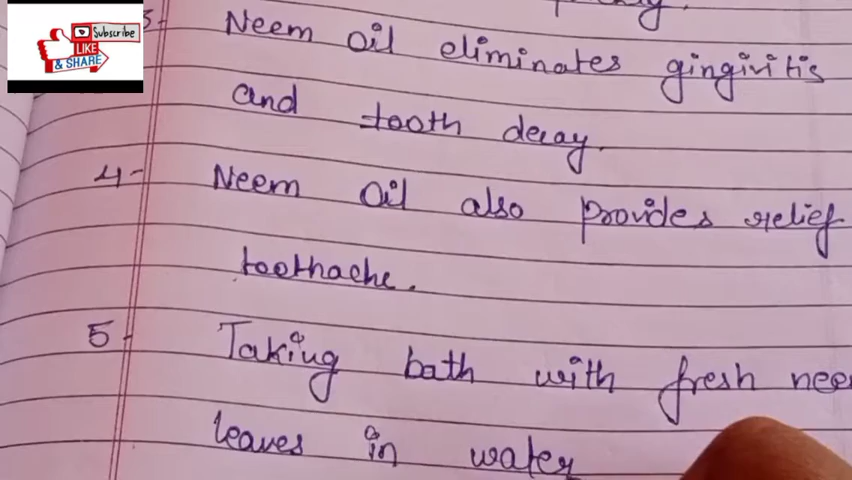 Subscribe
LIKE
& SHARE
Neem Oil eliminates gingivitis
and tooth decay.
4- Neem Oil also provides relief
toothache.
5- Taking bath with fresh
leaves in water